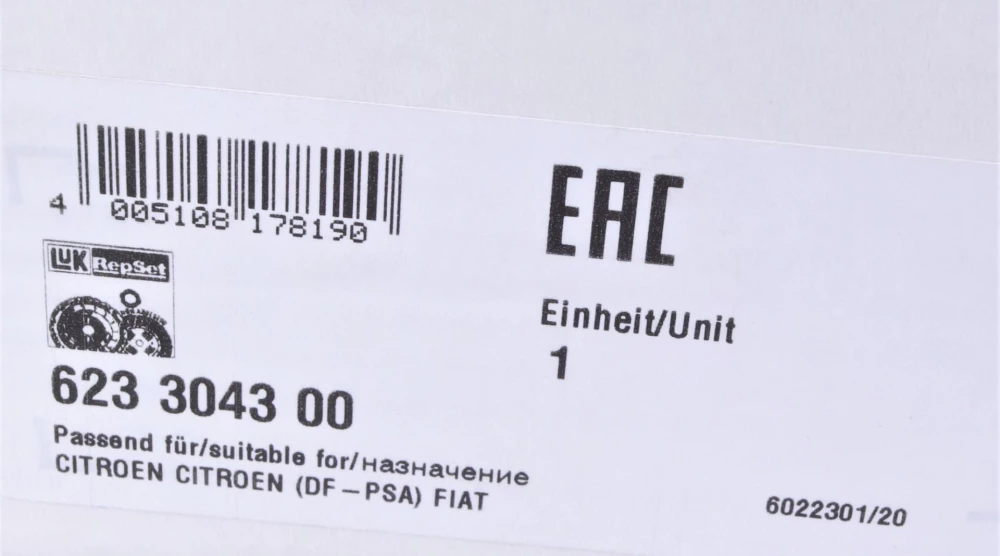 4 005108 178190
LUK RepSet
623 3043 00
Passend für/suitable for/назначение
CITROEN CITROEN (DF–PSA) FIAT
EAC
Einheit/Unit
1
6022301/20